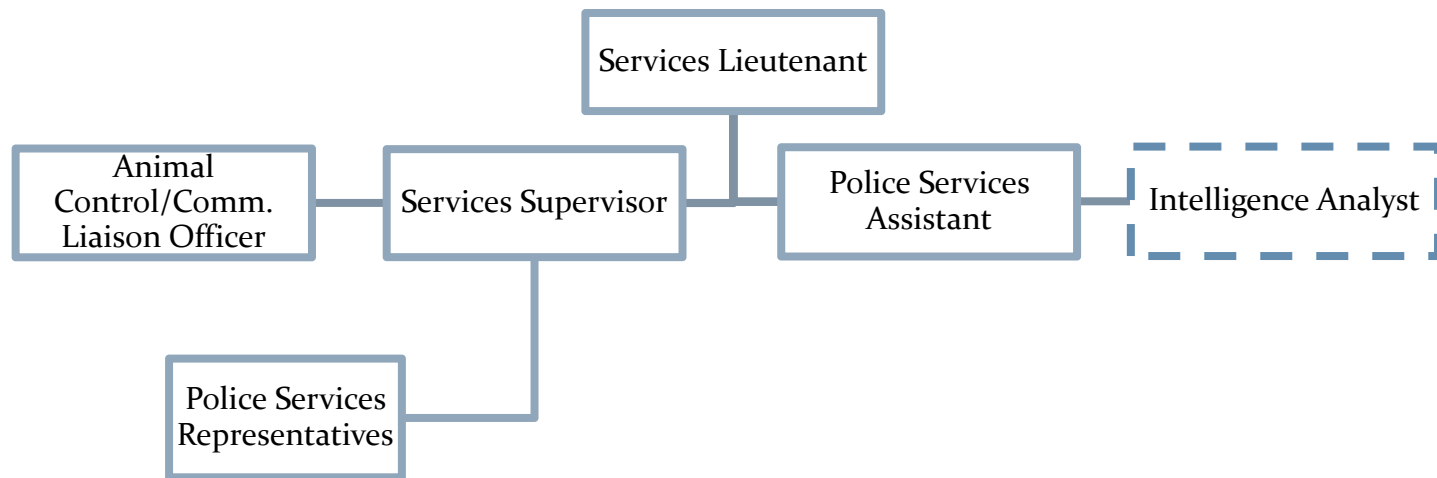 Services Lieutenant
Animal
Control/Comm.
Liaison Officer
Services Supervisor
Police Services
Assistant
Intelligence Analyst
Police Services
Representatives